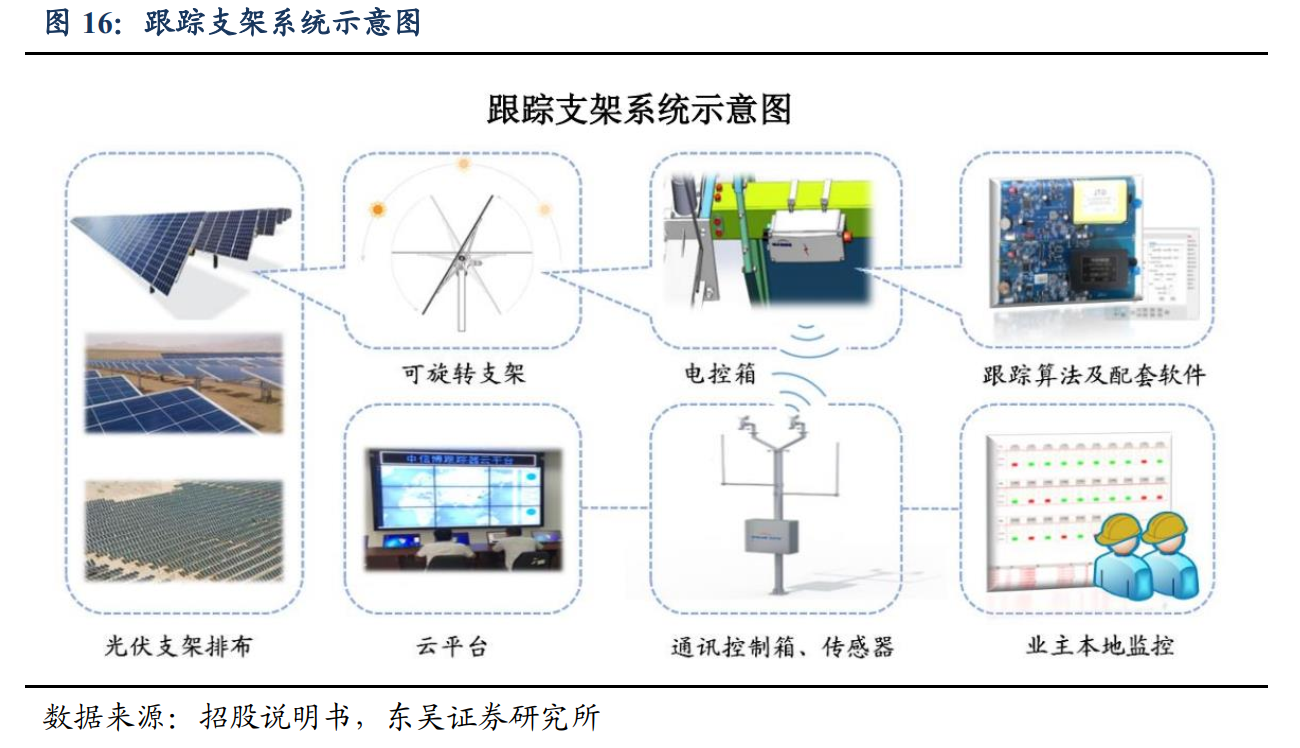 图 16：跟踪支架系统示意图
跟踪支架系统示意图
可旋转支架
电控箱
跟踪算法及配套软件
JTD
中信博跟踪器云平台
光伏支架排布
云平台
通讯控制箱、传感器
业主本地监控
数据来源：招股说明书，东吴证券研究所